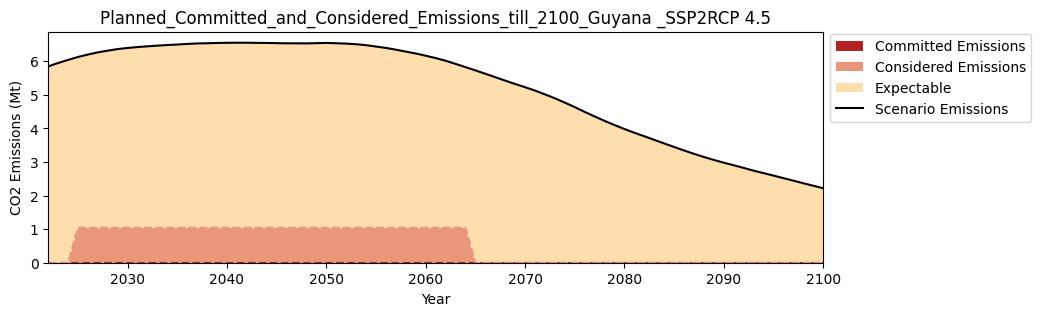 Planned_Committed_and_Considered_Emissions_till_2100_Guyana _SSP2RCP 4.5
Committed Emissions
Considered Emissions
Expectable
Scenario Emissions
CO2 Emissions (Mt)
6
5
4
3
2
1
0
2030 2040 2050 2060 2070 2080 2090 2100
Year